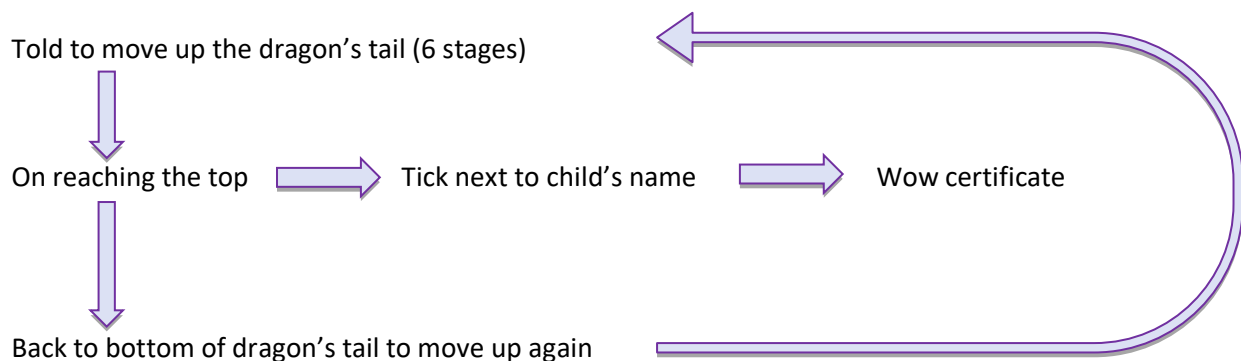 Told to move up the dragon’s tail (6 stages)
On reaching the top
Tick next to child’s name
Wow certificate
Back to bottom of dragon’s tail to move up again